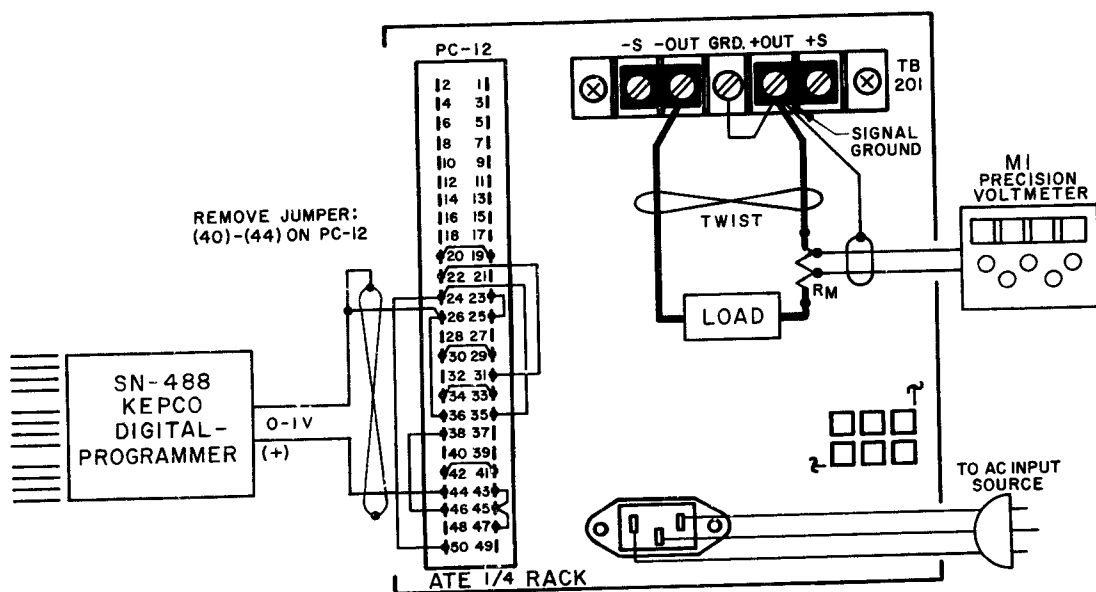 PC-12
2 1
4 3
6 5
8 7
10 9
12 11
14 13
16 15
18 17
20 19
22 21
24 23
26 25
28 27
30 29
32 31
34 33
36 35
38 37
40 39
42 41
44 43
46 45
48 47
50 49
REMOVE JUMPER:
(40)-(44) ON PC-12
SN-488
KEPCO
DIGITAL-
PROGRAMMER
0-1V
(+)
-S -OUT GRD. +OUT +S
TB
201
SIGNAL
GROUND
TWIST
RM
LOAD
M1
PRECISION
VOLTMETER
TO AC INPUT
SOURCE
ATE 1/4 RACK